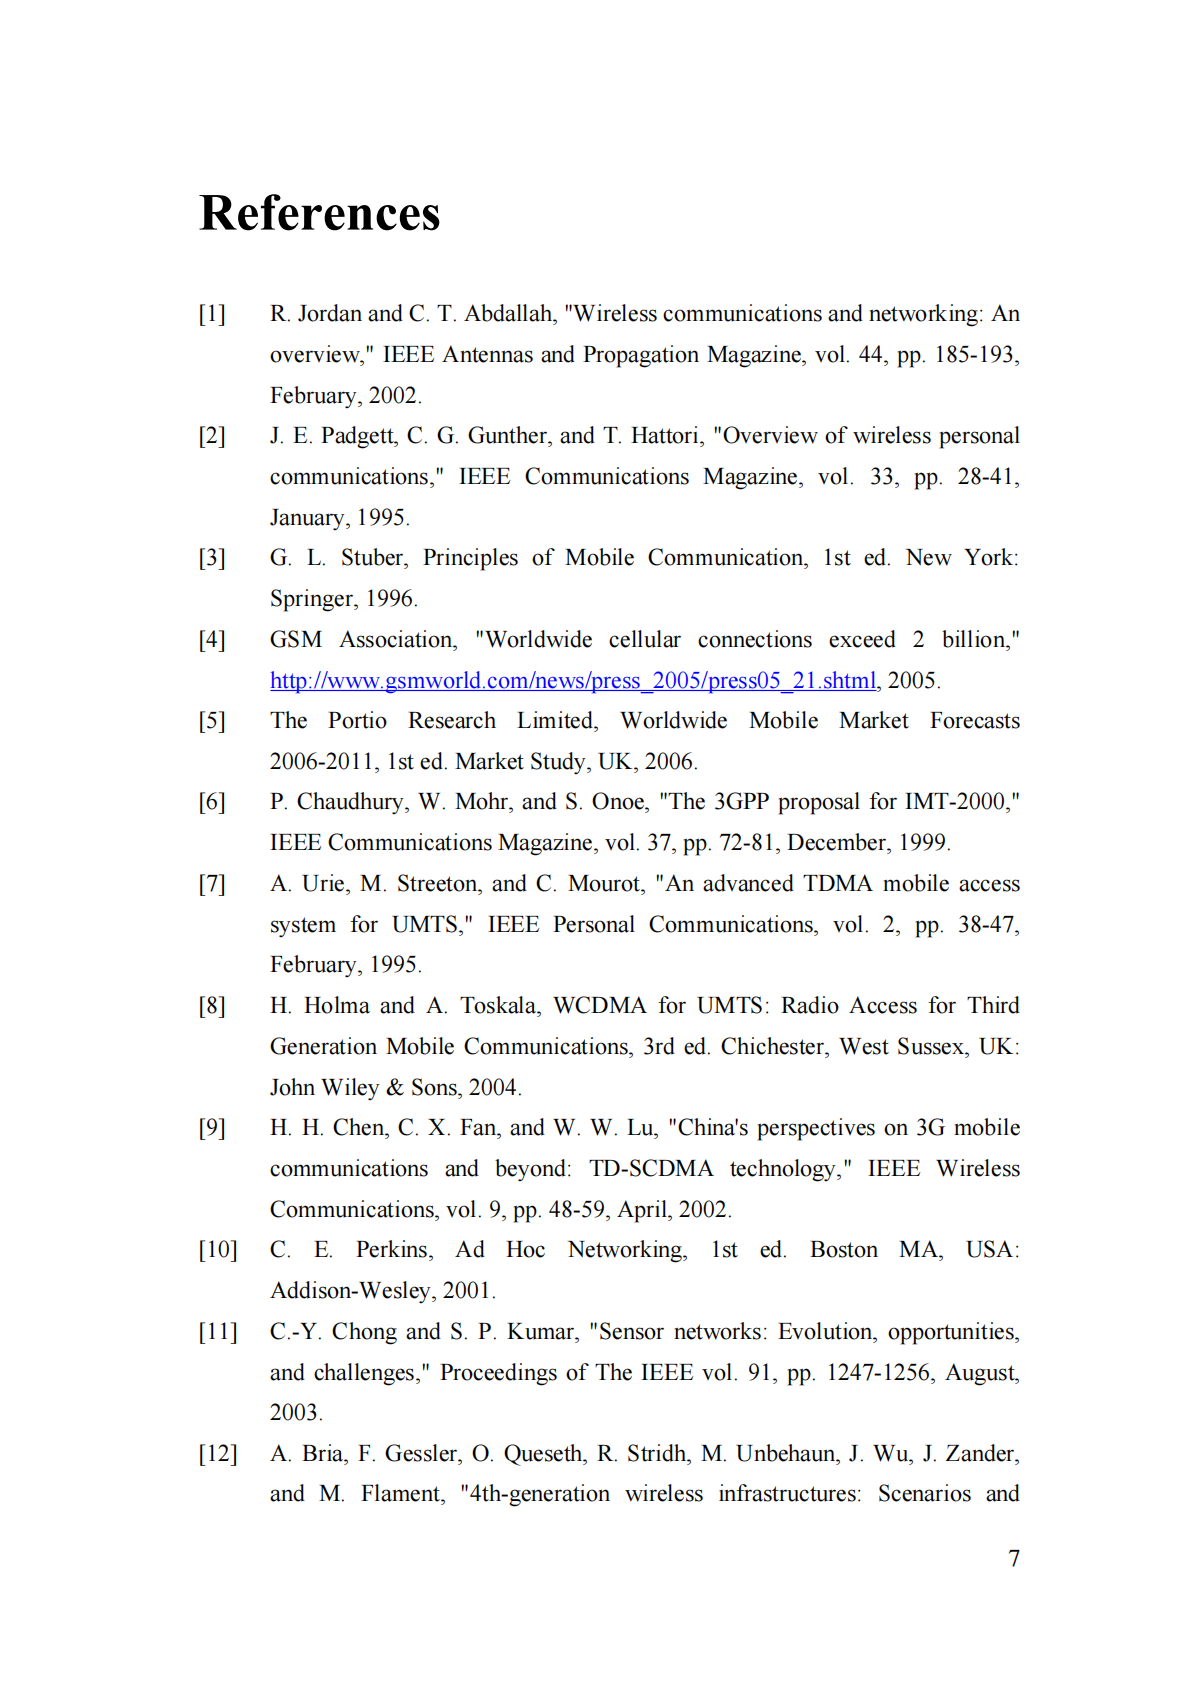 References
[1] R. Jordan and C. T. Abdallah, "Wireless communications and networking: An
overview," IEEE Antennas and Propagation Magazine, vol. 44, pp. 185-193,
February, 2002.
[2] J. E. Padgett, C. G. Gunther, and T. Hattori, "Overview of wireless personal
communications," IEEE Communications Magazine, vol. 33, pp. 28-41,
January, 1995.
[3] G. L. Stuber, Principles of Mobile Communication, 1st ed. New York:
Springer, 1996.
[4] GSM Association, "Worldwide cellular connections exceed 2 billion,"
http://www.gsmworld.com/news/press_2005/press05_21.shtml, 2005.
[5] The Portio Research Limited, Worldwide Mobile Market Forecasts
2006-2011, 1st ed. Market Study, UK, 2006.
[6] P. Chaudhury, W. Mohr, and S. Onoe, "The 3GPP proposal for IMT-2000,"
IEEE Communications Magazine, vol. 37, pp. 72-81, December, 1999.
[7] A. Urie, M. Streeton, and C. Mourot, "An advanced TDMA mobile access
system for UMTS," IEEE Personal Communications, vol. 2, pp. 38-47,
February, 1995.
[8] H. Holma and A. Toskala, WCDMA for UMTS: Radio Access for Third
Generation Mobile Communications, 3rd ed. Chichester, West Sussex, UK:
John Wiley & Sons, 2004.
[9] H. H. Chen, C. X. Fan, and W. W. Lu, "China's perspectives on 3G mobile
communications and beyond: TD-SCDMA technology," IEEE Wireless
Communications, vol. 9, pp. 48-59, April, 2002.
[10] C. E. Perkins, Ad Hoc Networking, 1st ed. Boston MA, USA:
Addison-Wesley, 2001.
[11] C.-Y. Chong and S. P. Kumar, "Sensor networks: Evolution, opportunities,
and challenges," Proceedings of The IEEE vol. 91, pp. 1247-1256, August,
2003.
[12] A. Bria, F. Gessler, O. Queseth, R. Stridh, M. Unbehaun, J. Wu, J. Zander,
and M. Flament, "4th-generation wireless infrastructures: Scenarios and
7